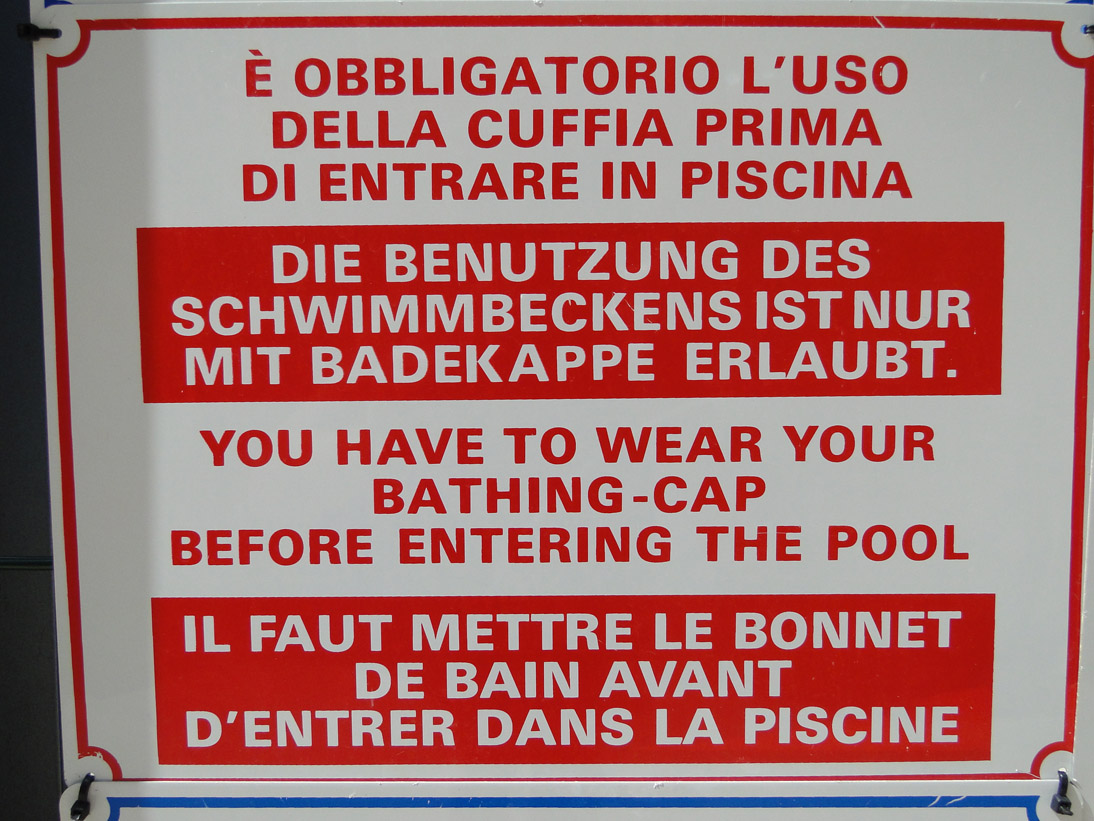 È OBBLIGATORIO L'USO
DELLA CUFFIA PRIMA
DI ENTRARE IN PISCINA
DIE BENUTZUNG DES
SCHWIMMBECKENS IST NUR
MIT BADEKAPPE ERLAUBT.
YOU HAVE TO WEAR YOUR
BATHING-CAP
BEFORE ENTERING THE POOL
IL FAUT METTRE LE BONNET
DE BAIN AVANT
D'ENTRER DANS LA PISCINE